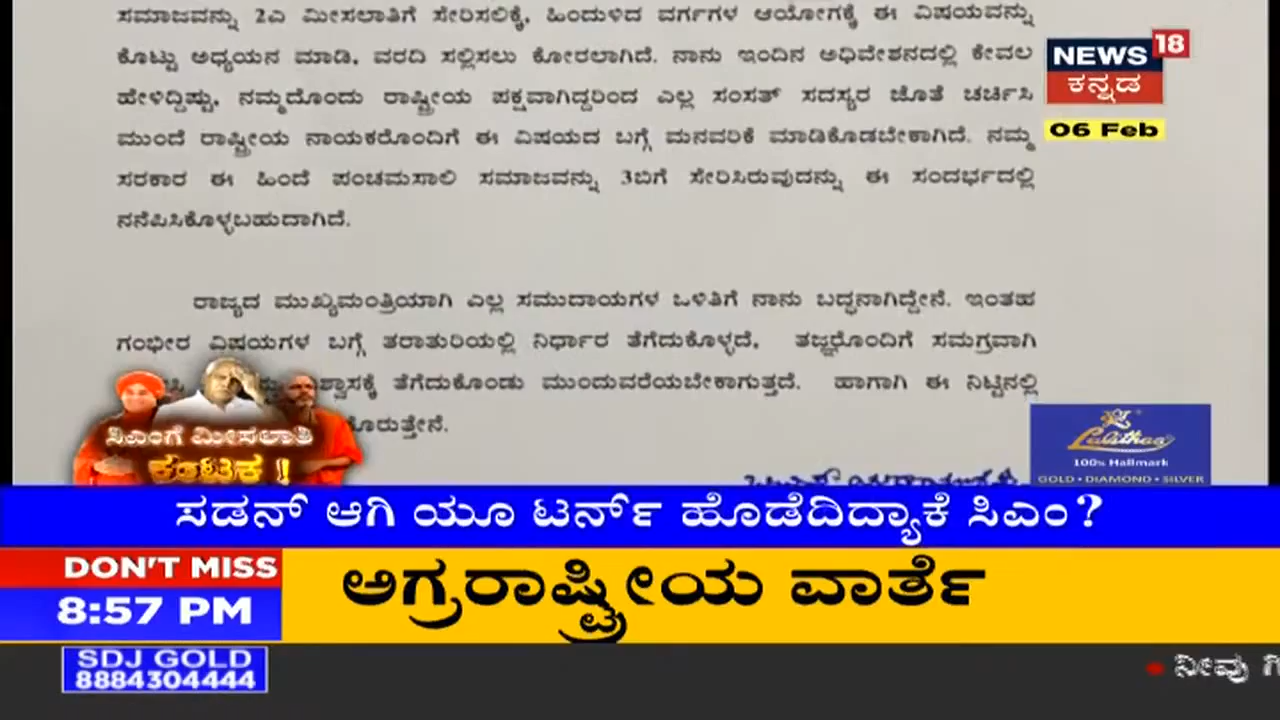 ಸಮಾಜವನ್ನು 2ಎ ಮೀಸಲಾತಿಗೆ ಸೇರಿಸಲಿಕ್ಕೆ, ಹಿಂದುಳಿದ ವರ್ಗಗಳ ಆಯೋಗಕ್ಕೆ ಈ ವಿಷಯವನ್ನು
ಕೊಟ್ಟು ಅಧ್ಯಯನ ಮಾಡಿ, ವರದಿ ಸಲ್ಲಿಸಲು ಕೋರಲಾಗಿದೆ. ನಾನು ಇಂದಿನ ಅಧಿವೇಶನದಲ್ಲಿ ಕೇವಲ
ಹೇಳಿದ್ದಿಷ್ಟು, ನಮ್ಮದೊಂದು ರಾಷ್ಟ್ರೀಯ ಪಕ್ಷವಾಗಿದ್ದರಿಂದ ಎಲ್ಲ ಸಂಸತ್ ಸದಸ್ಯರ ಜೊತೆ ಚರ್ಚಿಸಿ
ಮುಂದೆ ರಾಷ್ಟ್ರೀಯ ನಾಯಕರೊಂದಿಗೆ ಈ ವಿಷಯದ ಬಗ್ಗೆ ಮನವರಿಕೆ ಮಾಡಿಕೊಡಬೇಕಾಗಿದೆ. ನಮ್ಮ
ಸರಕಾರ ಈ ಹಿಂದೆ ಪಂಚಮಸಾಲಿ ಸಮಾಜವನ್ನು 3ಬಿಗೆ ಸೇರಿಸಿರುವುದನ್ನು ಈ ಸಂದರ್ಭದಲ್ಲಿ
ನೆನಪಿಸಿಕೊಳ್ಳಬಹುದಾಗಿದೆ.
ರಾಜ್ಯದ ಮುಖ್ಯಮಂತ್ರಿಯಾಗಿ ಎಲ್ಲ ಸಮುದಾಯಗಳ ಒಳಿತಿಗೆ ನಾನು ಬದ್ಧನಾಗಿದ್ದೇನೆ. ಇಂತಹ
ಗಂಭೀರ ವಿಷಯಗಳ ಬಗ್ಗೆ ತರಾತುರಿಯಲ್ಲಿ ನಿರ್ಧಾರ ತೆಗೆದುಕೊಳ್ಳದೆ, ತಜ್ಞರೊಂದಿಗೆ ಸಮಗ್ರವಾಗಿ
ತೆಗೆದುಕೊಂಡು ಮುಂದುವರೆಯಬೇಕಾಗುತ್ತದೆ. ಹಾಗಾಗಿ ಈ ನಿಟ್ಟಿನಲ್ಲಿ
ಕೋರುತ್ತೇನೆ.
NEWS 18
ಕನ್ನಡ
06 Feb
ಸಿಎಂಗೆ ಮೀಸಲಾತಿ
ಕಂಟಕ !
Lalithaa
100% Hallmark
GOLD • DIAMOND • SILVER
ಸಡನ್ ಆಗಿ ಯೂ ಟರ್ನ್ ಹೊಡೆದಿದ್ಯಾಕೆ ಸಿಎಂ?
DON'T MISS
8:57 PM
ಅಗ್ರರಾಷ್ಟ್ರೀಯ ವಾರ್ತೆ
SDJ GOLD
8884304444
ನೀವು